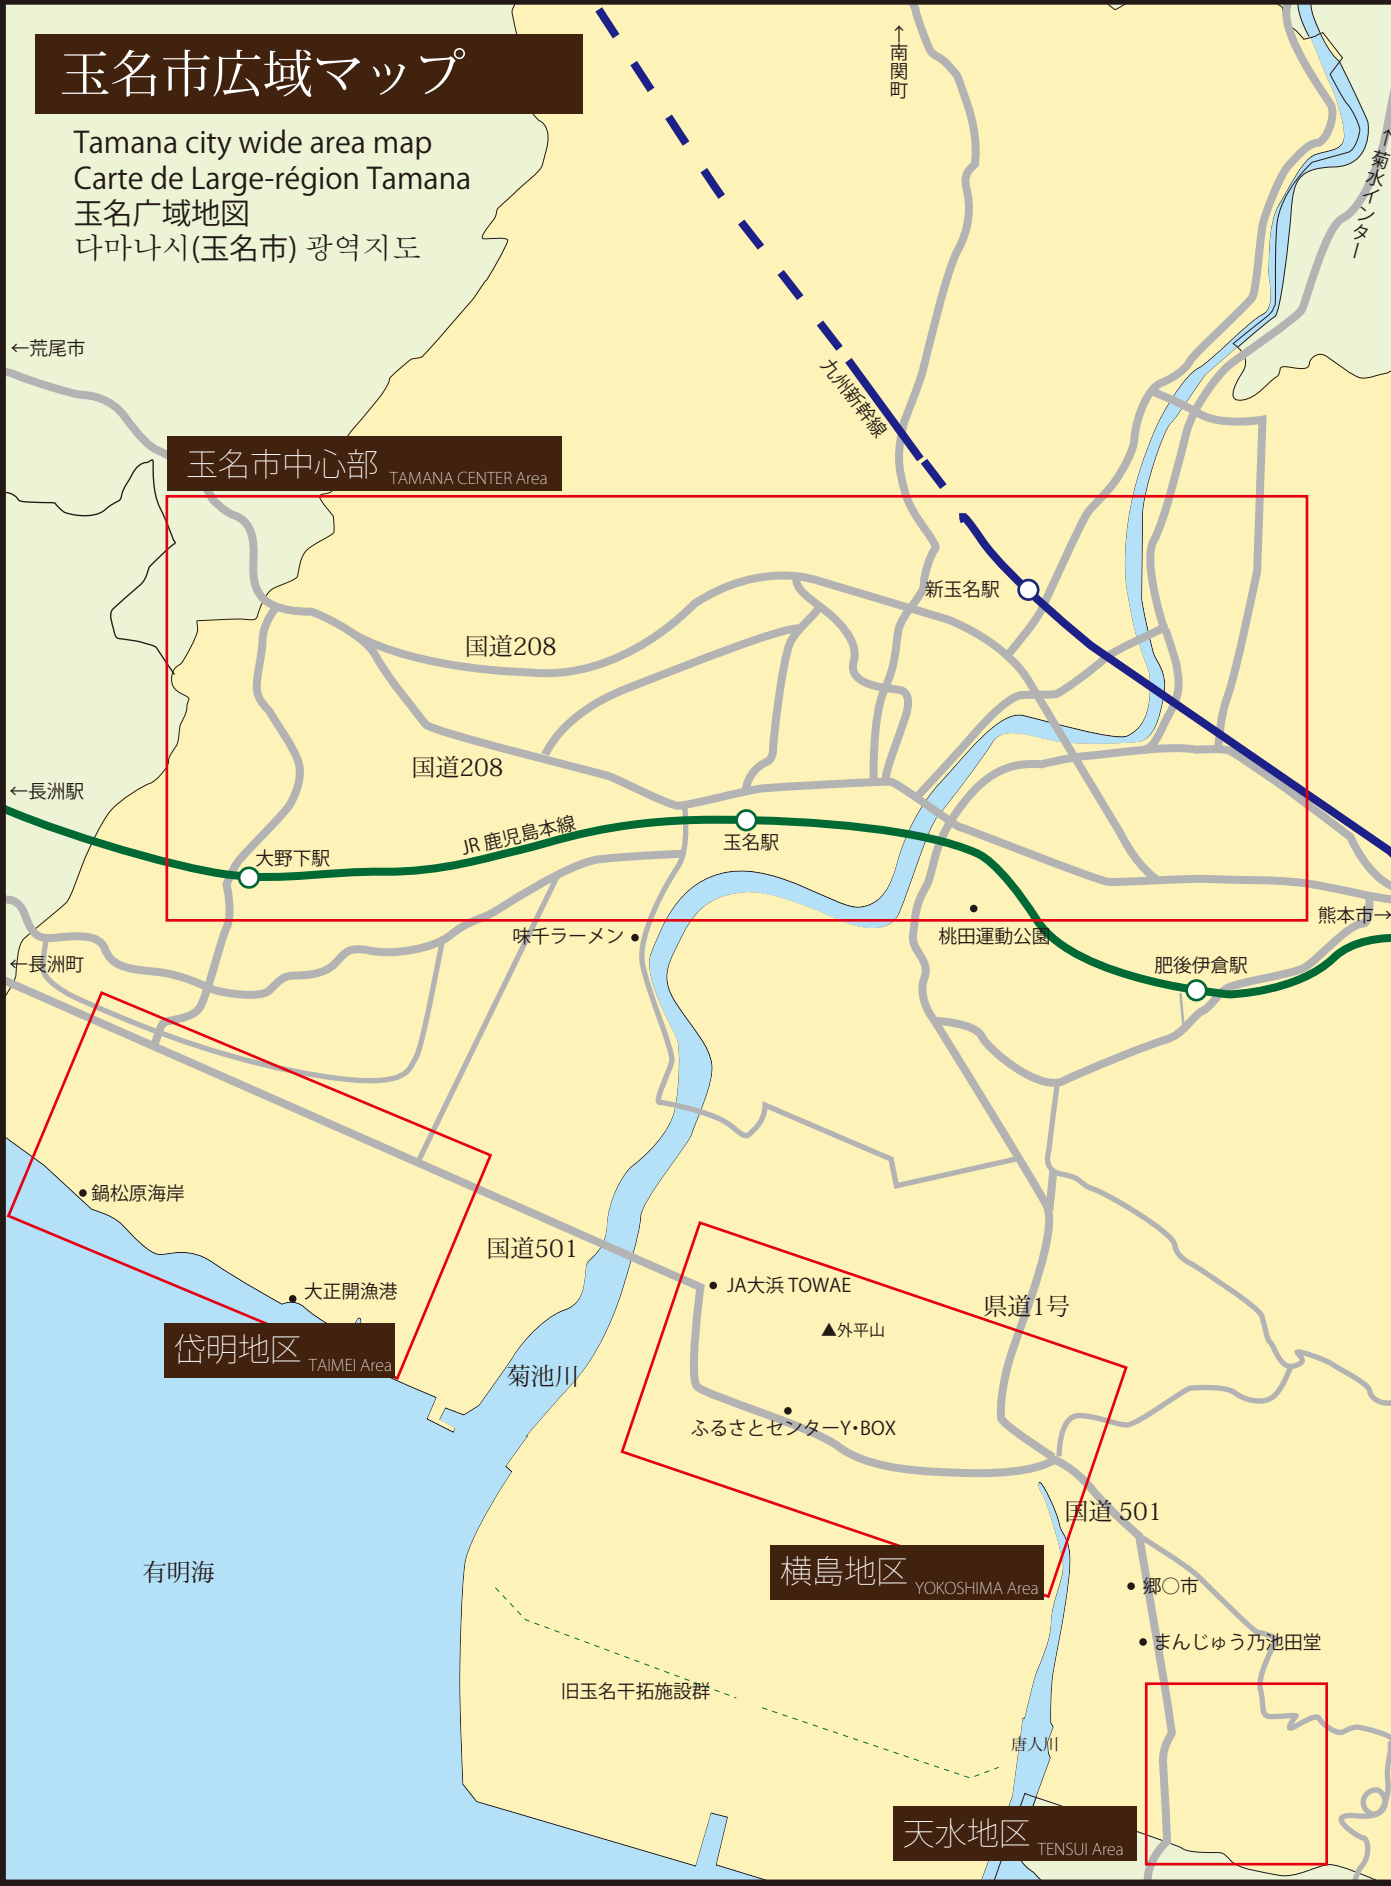 玉名市広域マップ
Tamana city wide area map
Carte de Large-région Tamana
玉名广域地図
다마나시(玉名市) 광역지도
↑南関町
↑菊水インター
←荒尾市
九州新幹線
玉名市中心部 TAMANA CENTER Area
新玉名駅
国道208
国道208
←長洲駅
JR 鹿児島本線
玉名駅
大野下駅
熊本市→
味千ラーメン
桃田運動公園
←長洲町
肥後伊倉駅
鍋松原海岸
国道501
JA大浜 TOWAE
大正開漁港
県道1号
▲外平山
岱明地区 TAIMEI Area
菊池川
ふるさとセンターY・BOX
国道 501
有明海
横島地区 YOKOSHIMA Area
郷○市
まんじゅう乃池田堂
旧玉名干拓施設群
唐人川
天水地区 TENSUI Area